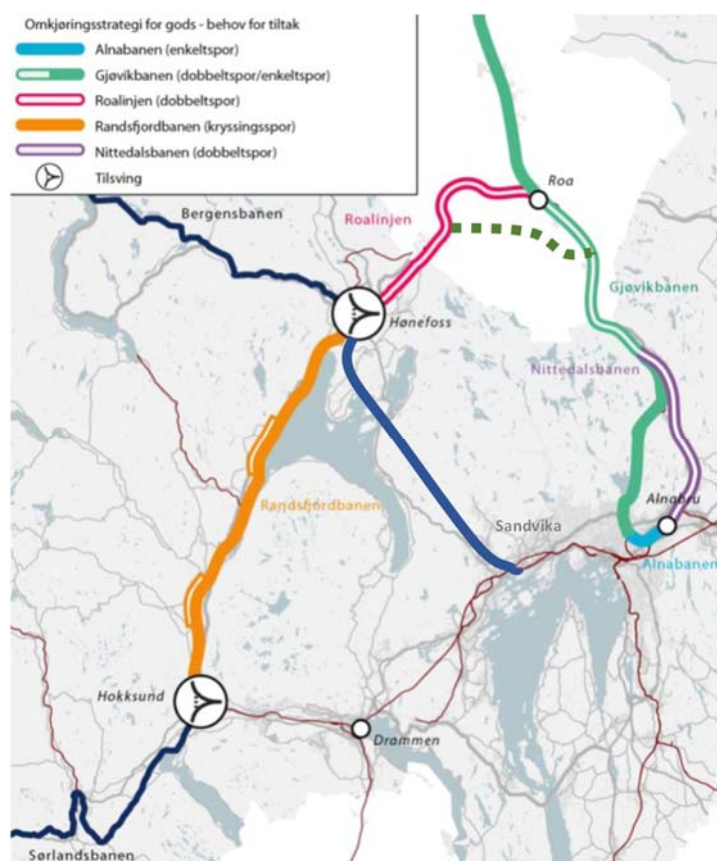 Omkjøringsstrategi for gods - behov for tiltak
Alnabanen (enkeltspor)
Gjøvikbanen (dobbeltspor/enkeltspor)
Roalinjen (dobbeltspor)
Randsfjordbanen (kryssingsspor)
Nittedalsbanen (dobbeltspor)
Tilsving
Roa
Bergensbanen
Roalinjen
Gjøvikbanen
Hønefoss
Nittedalsbanen
Alnabru
Randsfjordbanen
Sandvika
Alnabanen
Hokksund
Drammen
Sørlandsbanen